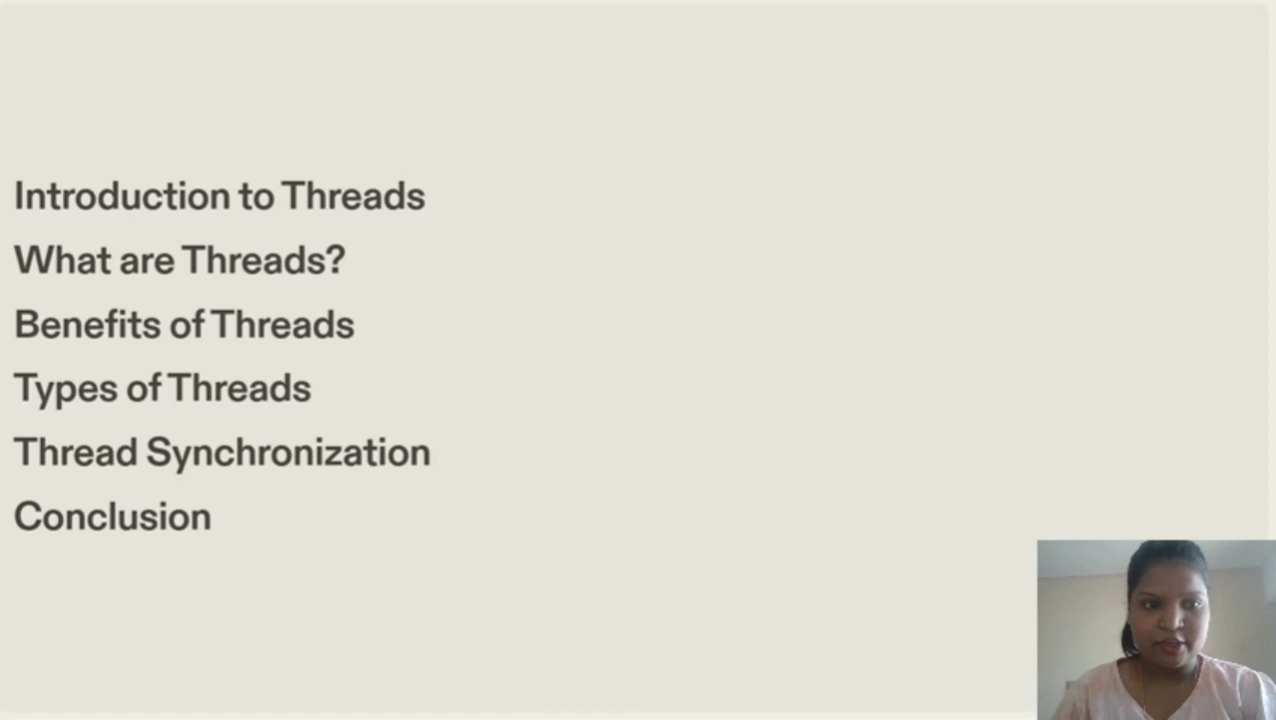 Introduction to Threads
What are Threads?
Benefits of Threads
Types of Threads
Thread Synchronization
Conclusion